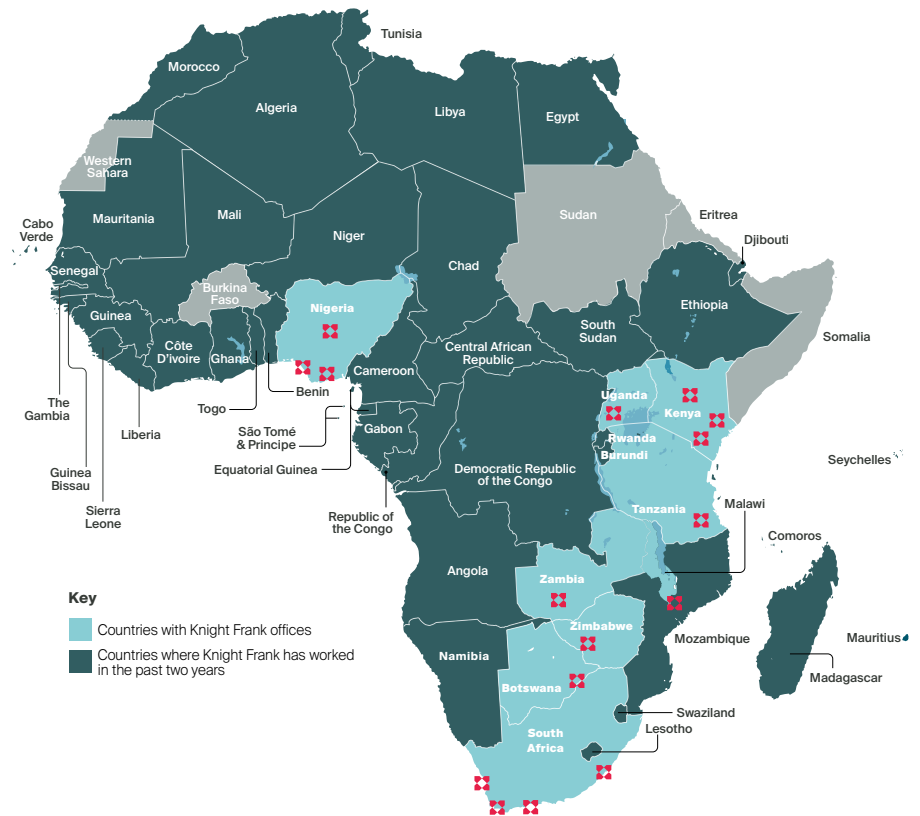 Tunisia
Morocco
Algeria
Libya
Egypt
Western
Sahara
Mauritania
Mali
Niger
Chad
Sudan
Eritrea
Djibouti
Cabo
Verde
Senegal
Burkina
Faso
Nigeria
Guinea
Côte
D'ivoire
Ghana
Benin
Togo
Cameroon
Central African
Republic
South
Sudan
Ethiopia
Somalia
The
Gambia
Guinea
Bissau
Sierra
Leone
Liberia
São Tomé
& Principe
Equatorial Guinea
Gabon
Republic of
the Congo
Democratic Republic
of the Congo
Uganda
Kenya
Rwanda
Burundi
Tanzania
Seychelles
Malawi
Comoros
Angola
Zambia
Zimbabwe
Mozambique
Mauritius
Madagascar
Namibia
Botswana
Swaziland
Lesotho
South
Africa
Key
Countries with Knight Frank offices
Countries where Knight Frank has worked
in the past two years